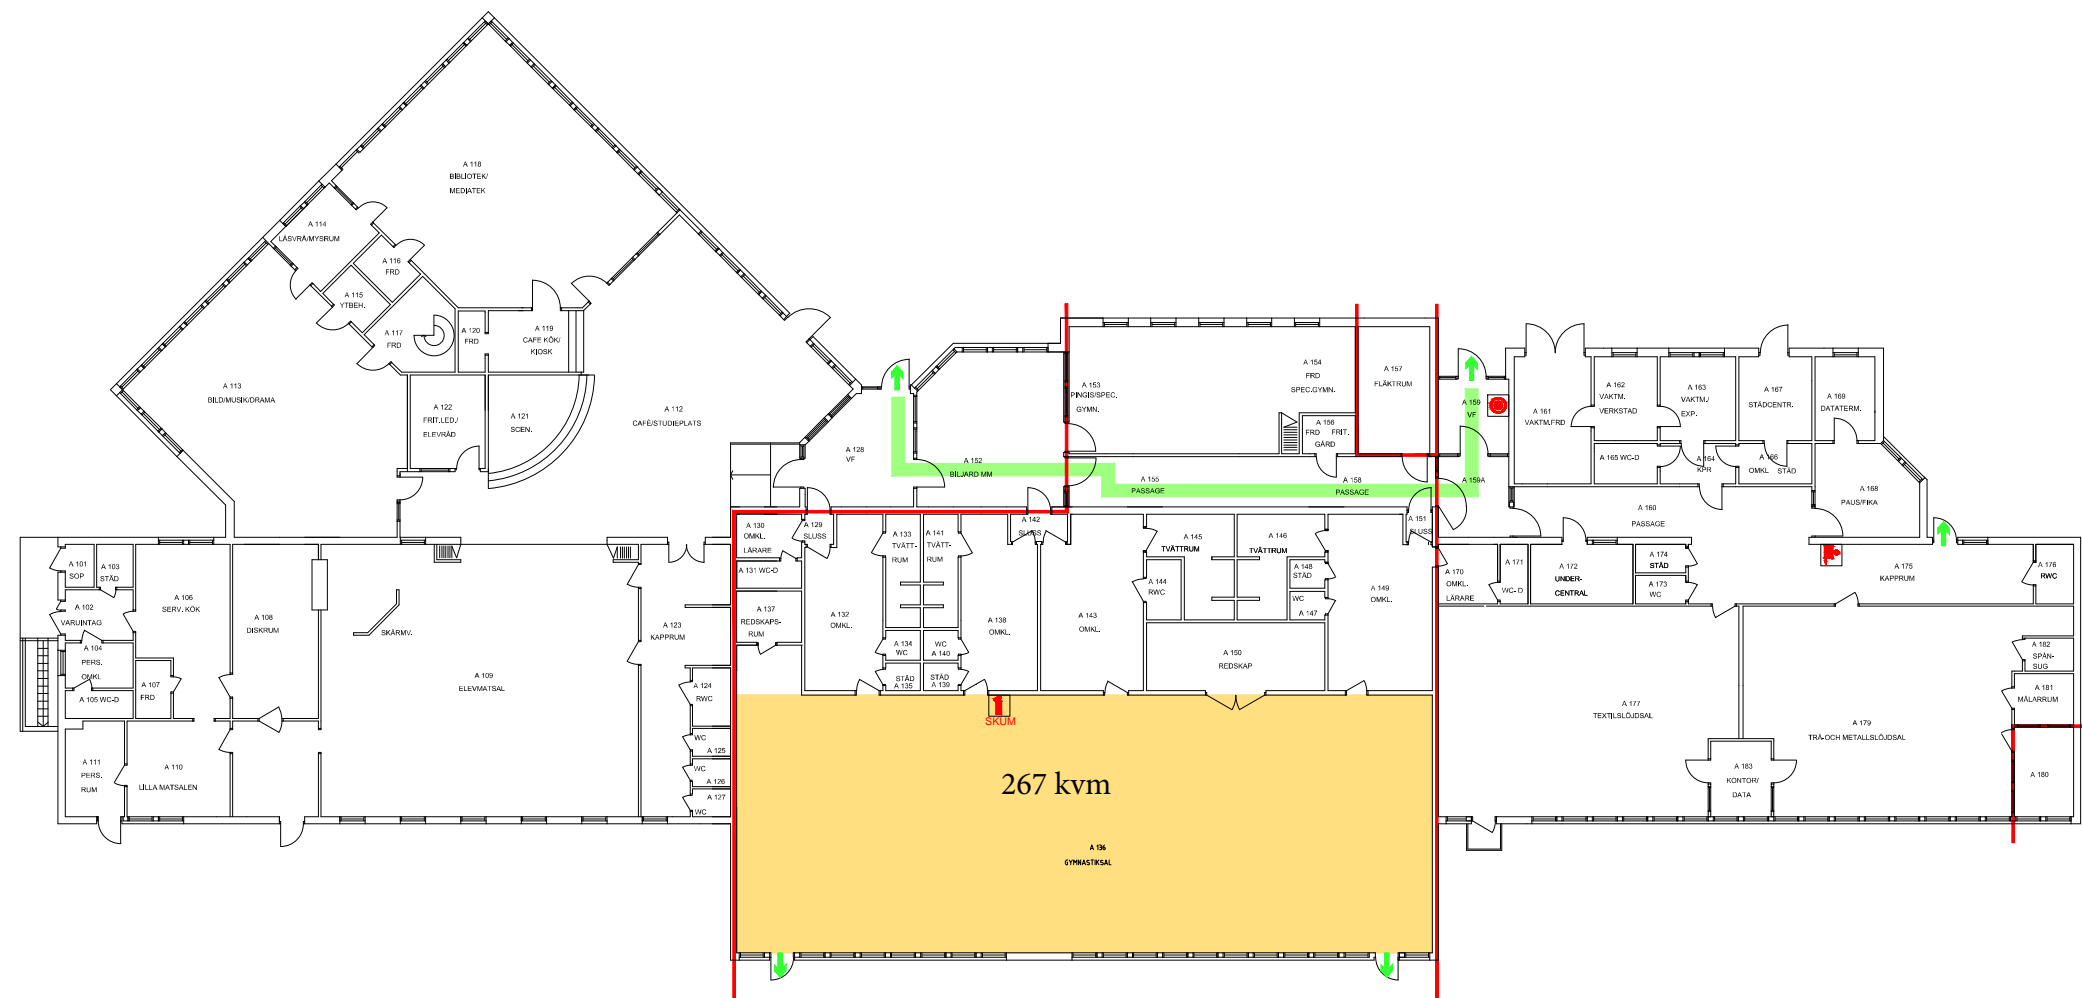 A 118
BIBLIOTEK/
MEDIATEK
A 114
LÄSVRÅ/MYSRUM
A 116
FRD
A 115
YTBEH.
A 117
FRD
A 120
FRD
A 119
CAFE KÖK/
KIOSK
A 113
BILD/MUSIK/DRAMA
A 122
FRIT.LED./
ELEVRÅD
A 121
SCEN.
A 112
CAFÉ/STUDIEPLATS
A 128
VF
A 152
BILJARD MM
A 153
PINGIS/SPEC.
GYMN.
A 154
FRD
SPEC.GYMN.
A 156
FRD FRIT.
GÅRD
A 157
FLÄKTRUM
A 155
PASSAGE
A 158
PASSAGE
A 159
VF
A 159A
A 161
VAKTM.FRD
A 162
VAKTM.
VERKSTAD
A 163
VAKTM./
EXP.
A 167
STÄDCENTR.
A 169
DATATERM.
A 165 WC-D
A 164
KPR
A 166
OMKL STÄD
A 168
PAUS/FIKA
A 160
PASSAGE
A 101
SOP
A 103
STÄD
A 102
VARUINTAG
A 104
PERS.
OMKL
A 105 WC-D
A 106
SERV. KÖK
A 107
FRD
A 108
DISKRUM
A 111
PERS.
RUM
A 110
LILLA MATSALEN
SKÄRMV.
A 109
ELEVMATSAL
A 123
KAPPRUM
A 124
RWC
WC
A 125
WC
A 126
A 127
WC
A 130
OMKL.
LÄRARE
A 129
SLUSS
A 131 WC-D
A 137
REDSKAPS-
RUM
A 132
OMKL.
A 133
TVÄTT-
RUM
A 141
TVÄTT-
RUM
A 134
WC
WC
A 140
STÄD
A 135
STÄD
A 139
A 138
OMKL.
A 142
SLUSS
A 143
OMKL.
A 145
TVÄTTRUM
A 146
TVÄTTRUM
A 144
RWC
A 148
STÄD
WC
A 147
A 150
REDSKAP
A 149
OMKL.
A 151
SLUSS
A 170
OMKL.
LÄRARE
A 171
WC-D
A 172
UNDER-
CENTRAL
A 174
STÄD
A 173
WC
A 175
KAPPRUM
A 176
RWC
A 177
TEXTILSLÖJDSAL
A 179
TRÄ-OCH METALLSLÖJDSAL
A 182
SPÅN-
SUG
A 181
MÅLARRUM
A 180
A 183
KONTOR/
DATA
SKUM
267 kvm
A 136
GYMNASTIKSAL